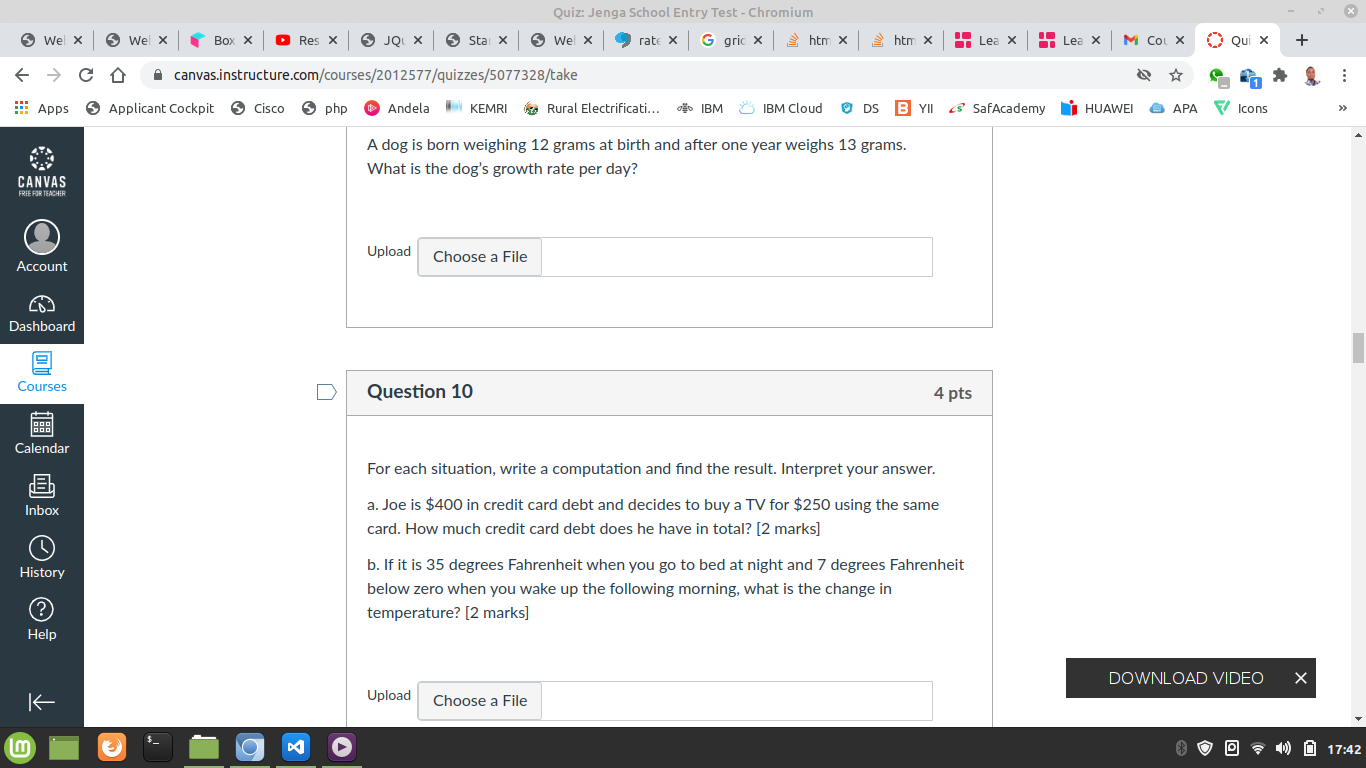 Quiz: Jenga School Entry Test - Chromium
Wel
Wel
Box
Res
JQu
Star
Wel
rate
grid
htm
htm
Lea
Lea
Cou
Qui
canvas.instructure.com/courses/2012577/quizzes/5077328/take
1
Apps
Applicant Cockpit
Cisco
php
Andela
KEMRI
Rural Electrificati...
IBM
IBM Cloud
DS
YII
SafAcademy
HUAWEI
APA
Icons
»
CANVAS
FREE FOR TEACHER
Account
Dashboard
Courses
Calendar
Inbox
History
Help
A dog is born weighing 12 grams at birth and after one year weighs 13 grams.
What is the dog’s growth rate per day?
Upload
Choose a File
Question 10
4 pts
For each situation, write a computation and find the result. Interpret your answer.
a. Joe is $400 in credit card debt and decides to buy a TV for $250 using the same
card. How much credit card debt does he have in total? [2 marks]
b. If it is 35 degrees Fahrenheit when you go to bed at night and 7 degrees Fahrenheit
below zero when you wake up the following morning, what is the change in
temperature? [2 marks]
Upload
Choose a File
DOWNLOAD VIDEO
17:42